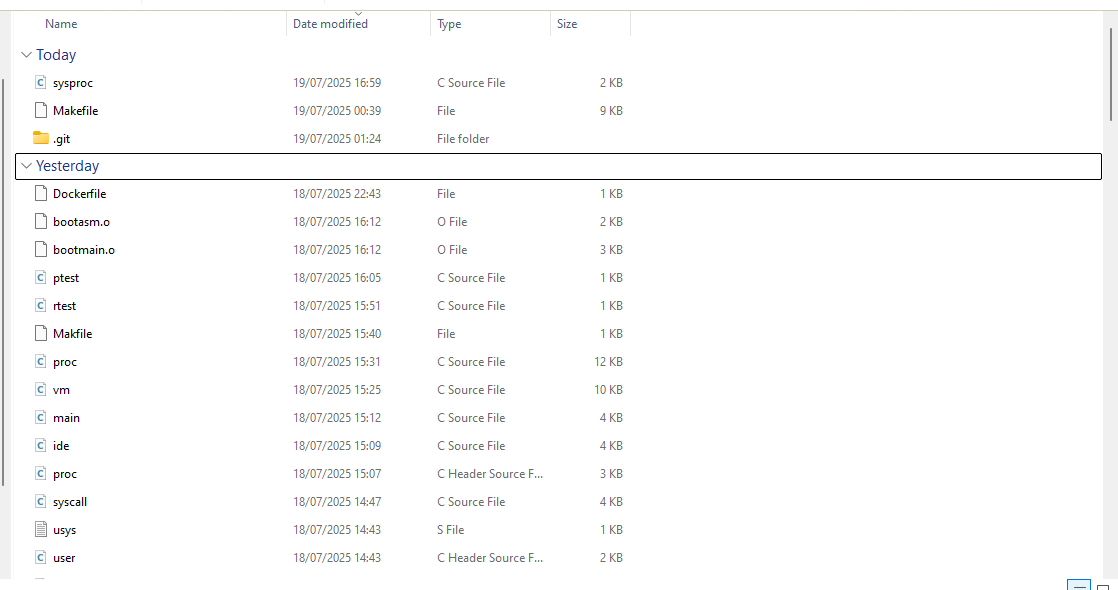 Name Date modified Type Size
Today
sysproc 19/07/2025 16:59 C Source File 2 KB
Makefile 19/07/2025 00:39 File 9 KB
.git 19/07/2025 01:24 File folder
Yesterday
Dockerfile 18/07/2025 22:43 File 1 KB
bootasm.o 18/07/2025 16:12 O File 2 KB
bootmain.o 18/07/2025 16:12 O File 3 KB
ptest 18/07/2025 16:05 C Source File 1 KB
rtest 18/07/2025 15:51 C Source File 1 KB
Makfile 18/07/2025 15:40 File 1 KB
proc 18/07/2025 15:31 C Source File 12 KB
vm 18/07/2025 15:25 C Source File 10 KB
main 18/07/2025 15:12 C Source File 4 KB
ide 18/07/2025 15:09 C Source File 4 KB
proc 18/07/2025 15:07 C Header Source F... 3 KB
syscall 18/07/2025 14:47 C Source File 4 KB
usys 18/07/2025 14:43 S File 1 KB
user 18/07/2025 14:43 C Header Source F... 2 KB